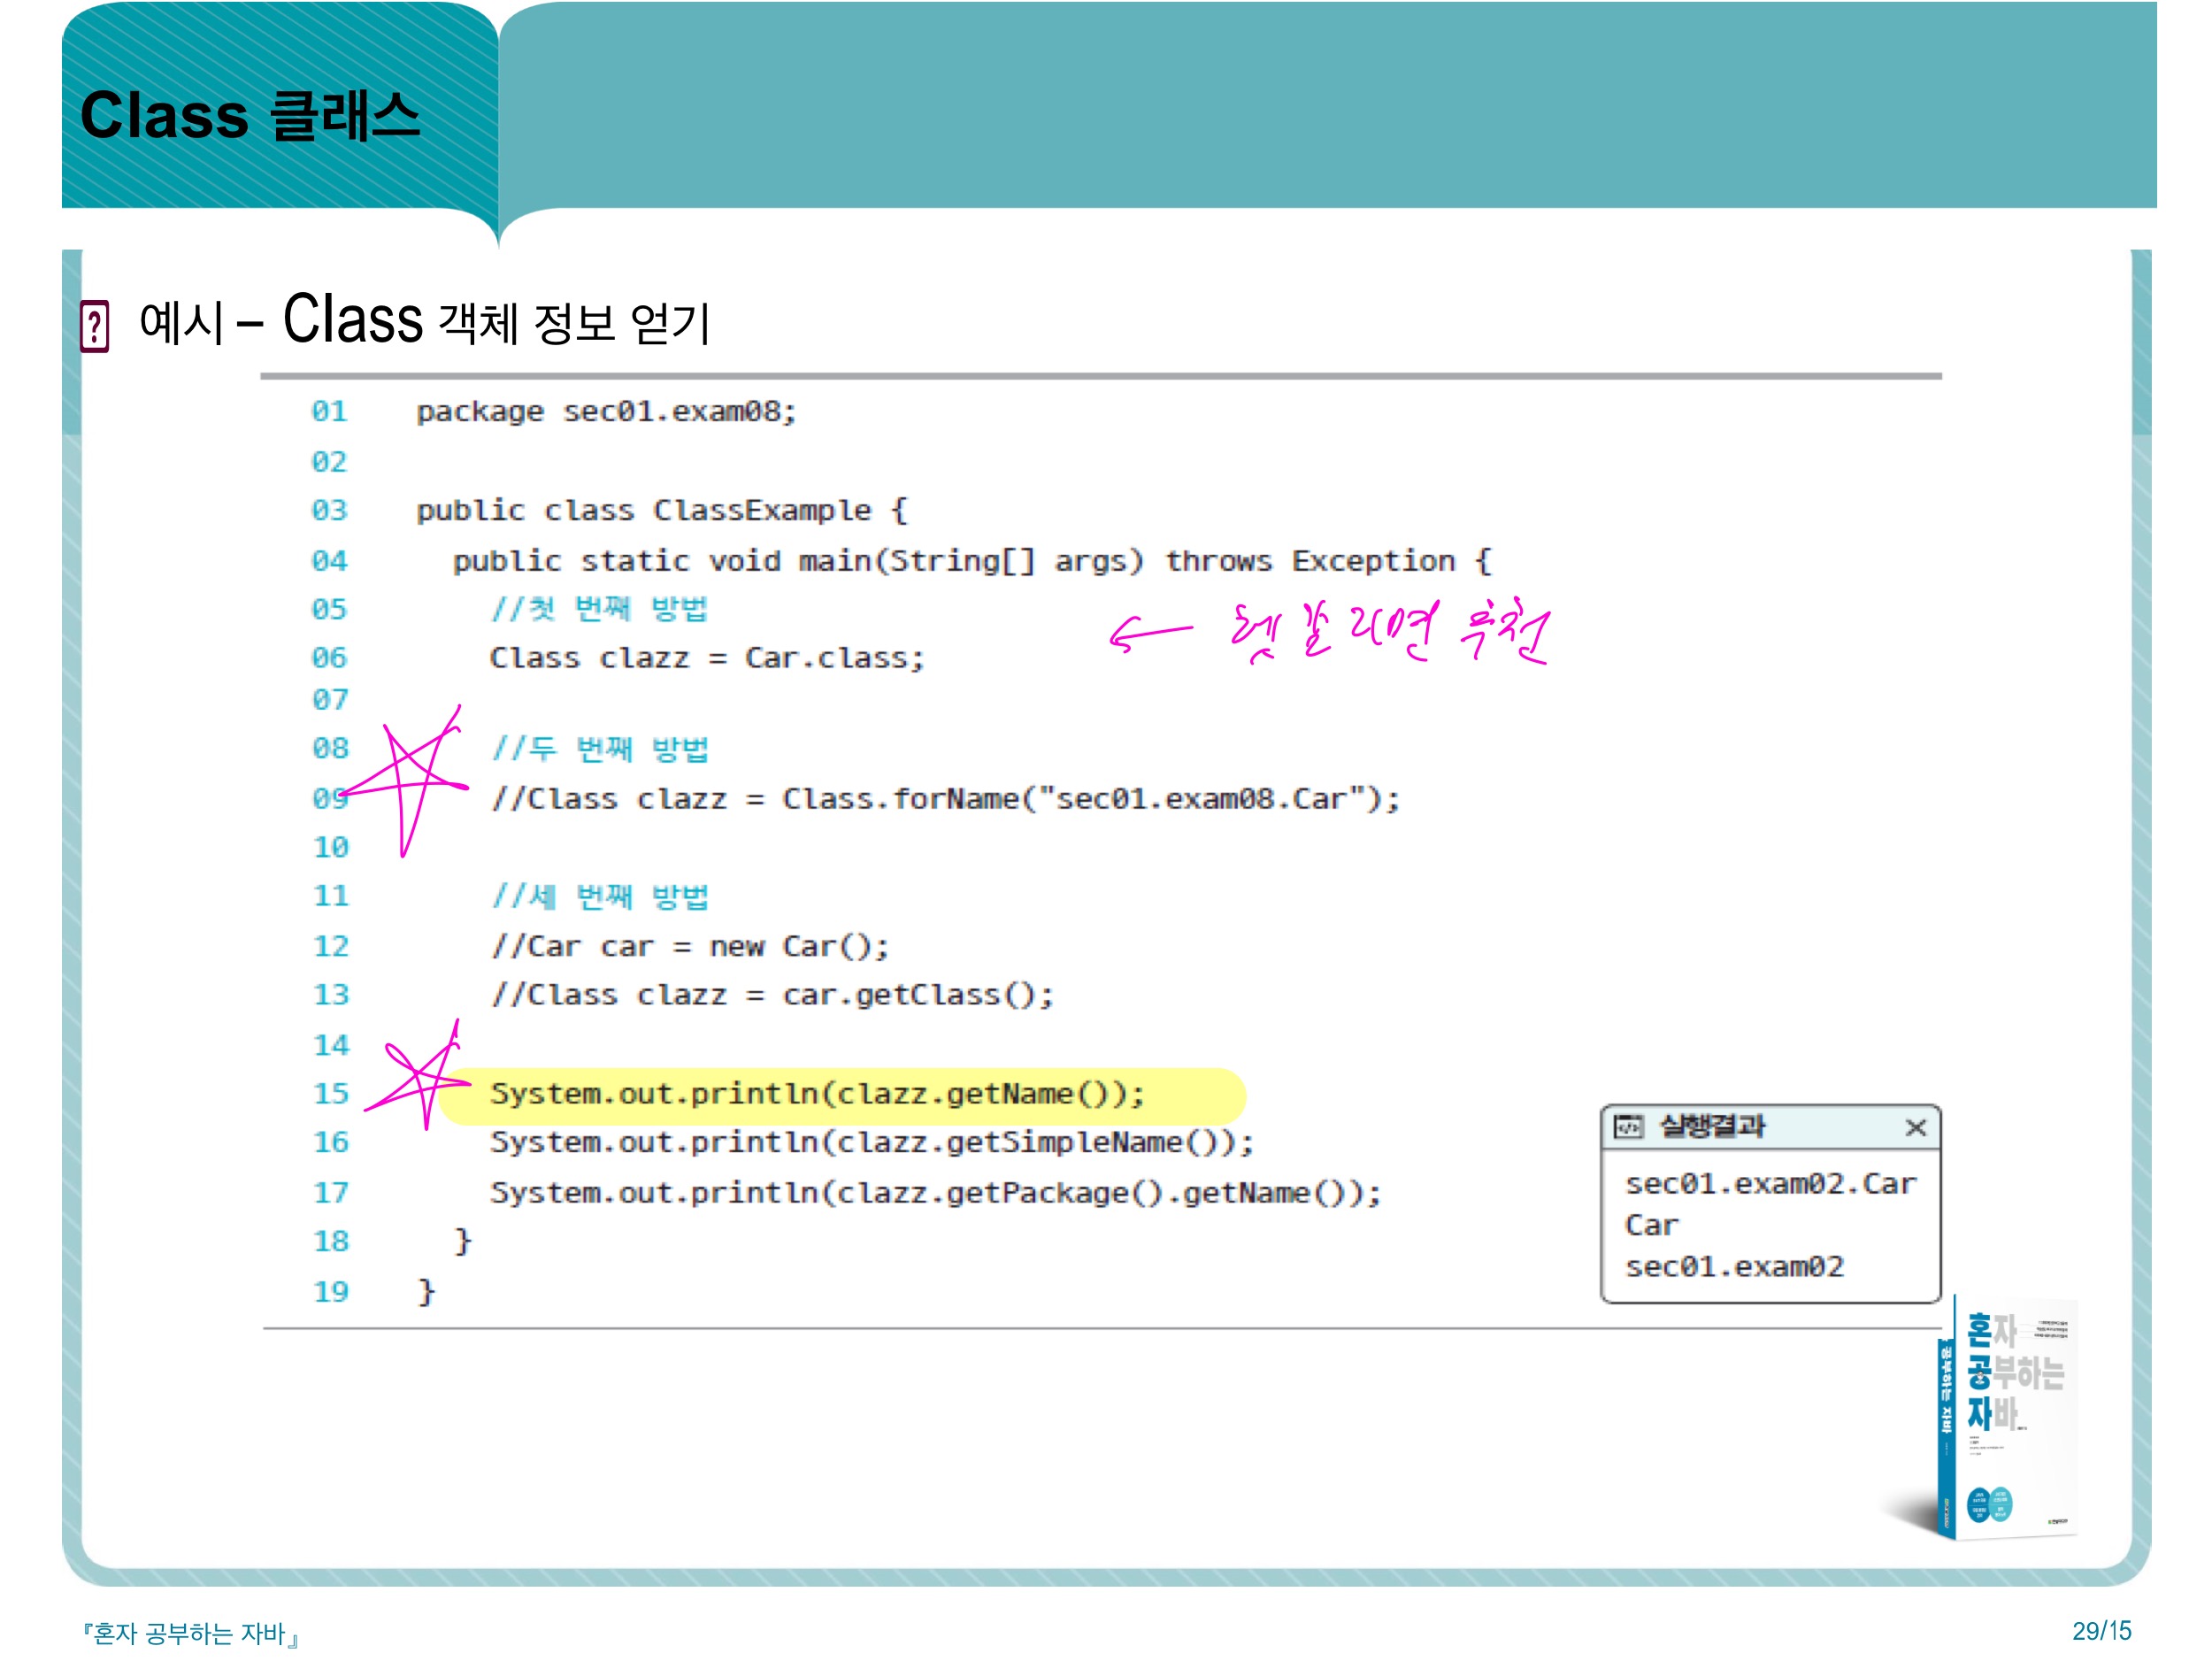 Class 클래스
예시 – Class 객체 정보 얻기
01 package sec01.exam08;
02
03 public class ClassExample {
04 public static void main(String[] args) throws Exception {
05 //첫 번째 방법
← 헷갈리면 추천
06 Class clazz = Car.class;
07
08 //두 번째 방법
09 //Class clazz = Class.forName("sec01.exam08.Car");
10
11 //세 번째 방법
12 //Car car = new Car();
13 //Class clazz = car.getClass();
14
15 System.out.println(clazz.getName());
16 System.out.println(clazz.getSimpleName());
17 System.out.println(clazz.getPackage().getName());
18 }
19 }
실행결과
sec01.exam02.Car
Car
sec01.exam02
혼자
공부하는
자바
공부하는 자바
『혼자 공부하는 자바』
29/15